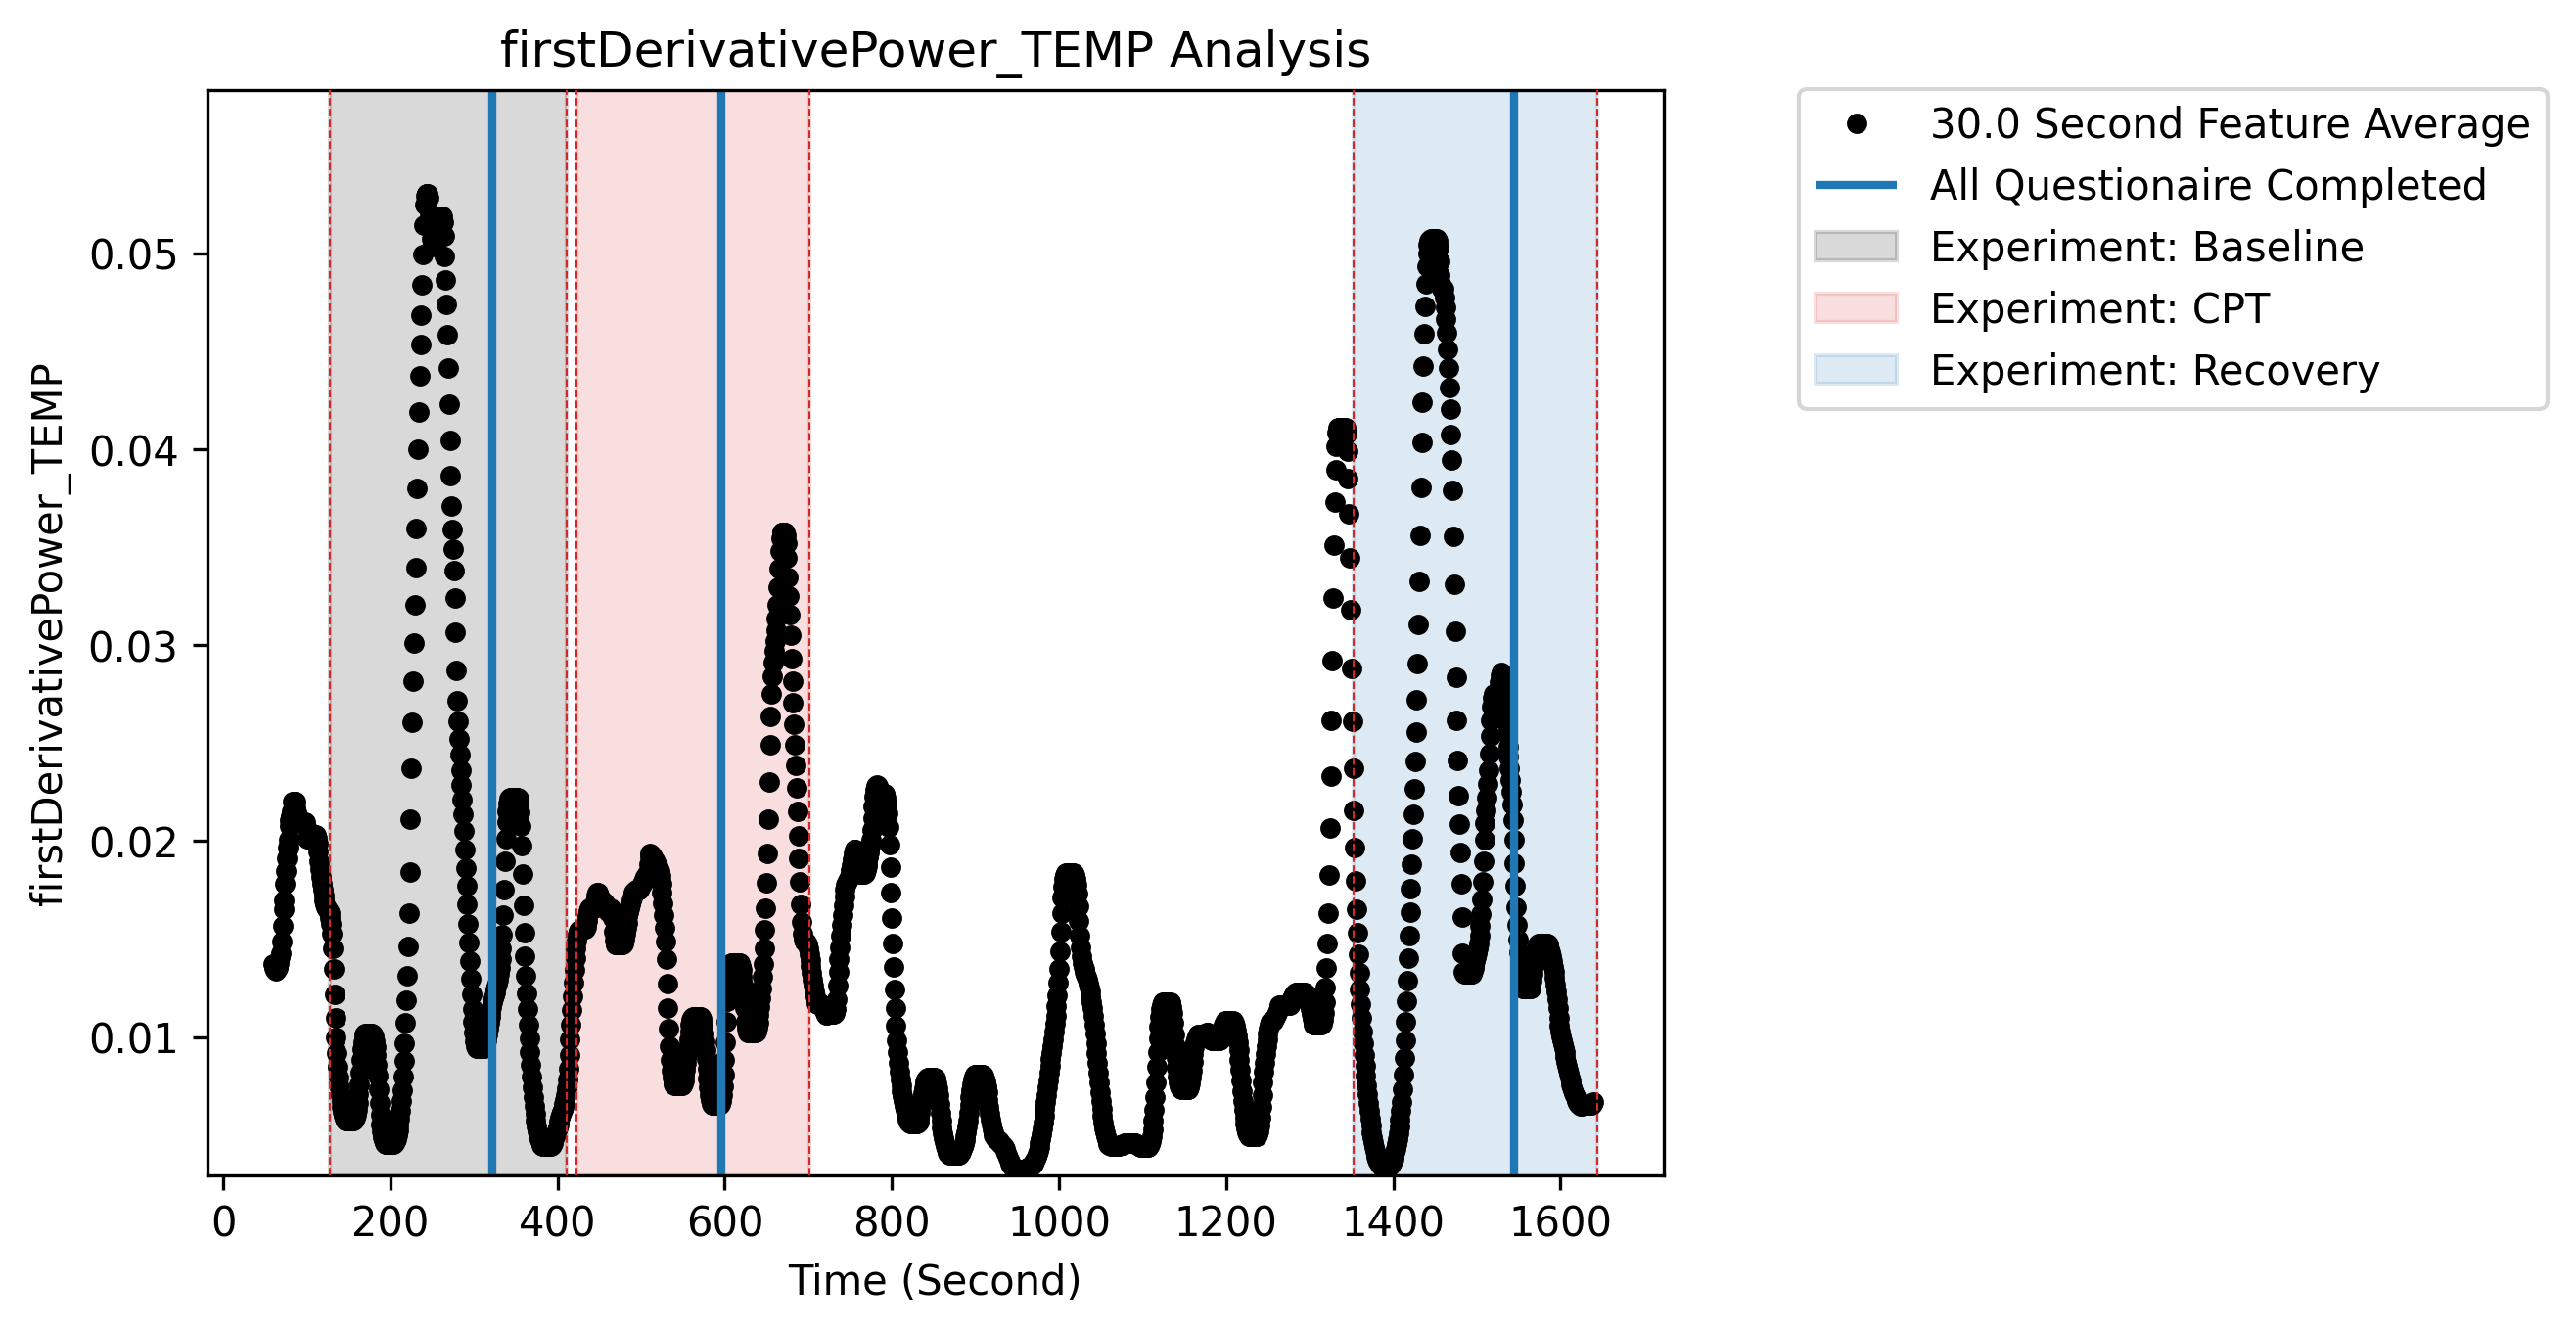 firstDerivativePower_TEMP Analysis
firstDerivativePower_TEMP
0.05
0.04
0.03
0.02
0.01
0 200 400 600 800 1000 1200 1400 1600
Time (Second)
30.0 Second Feature Average
All Questionaire Completed
Experiment: Baseline
Experiment: CPT
Experiment: Recovery